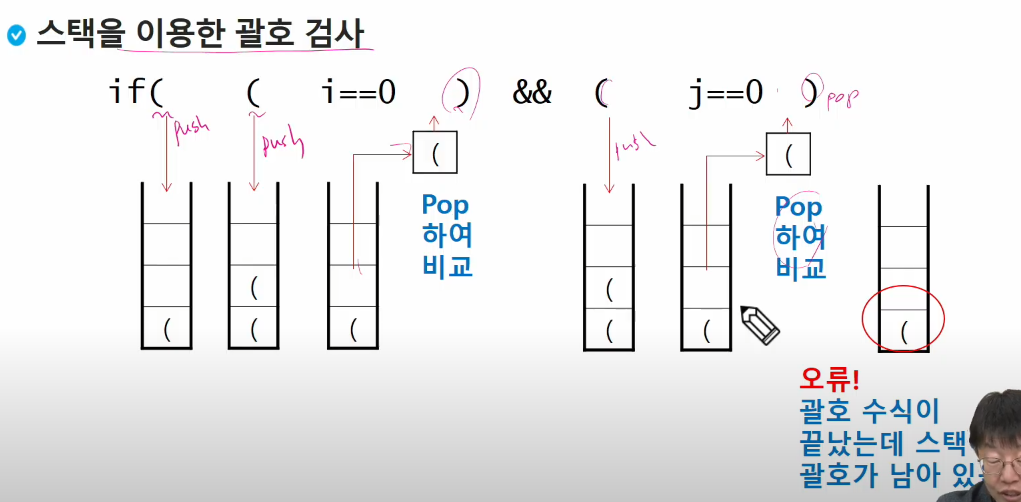 스택을 이용한 괄호 검사
if( ( i==0 ) && ( j==0 ) pop
push push push
( (
Pop
하여
비교
Pop
하여
비교
( (
( ( ( ( ( (
오류!
괄호 수식이
끝났는데 스택
괄호가 남아 있